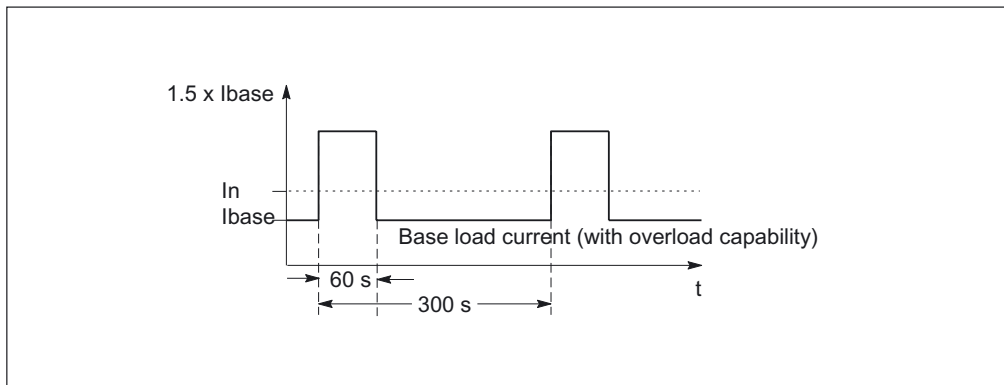 1.5 x Ibase
In
Ibase
Base load current (with overload capability)
60 s
t
300 s